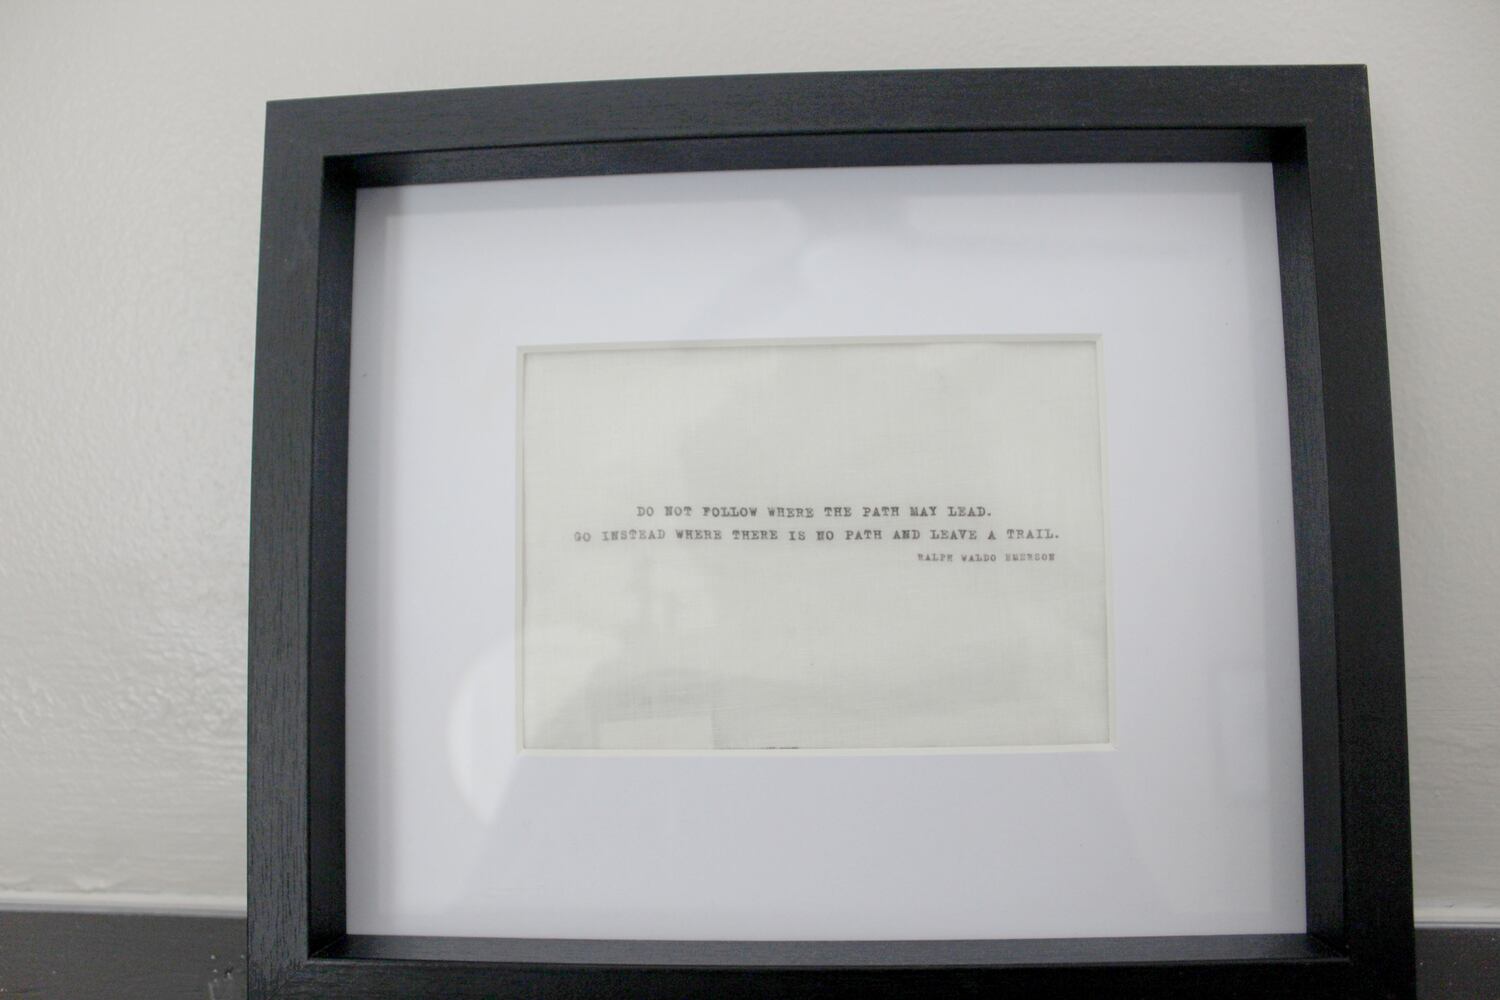 DO NOT FOLLOW WHERE THE PATH MAY LEAD.
GO INSTEAD WHERE THERE IS NO PATH AND LEAVE A TRAIL.
RALPH WALDO EMERSON